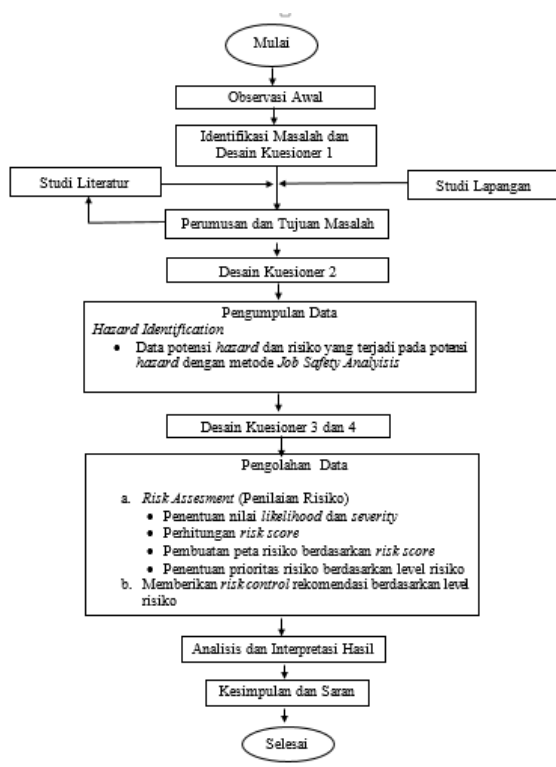 Mulai
Observasi Awal
Identifikasi Masalah dan
Desain Kuesioner 1
Studi Literatur
Studi Lapangan
Perumusan dan Tujuan Masalah
Desain Kuesioner 2
Pengumpulan Data
Hazard Identification
• Data potensi hazard dan risiko yang terjadi pada potensi
hazard dengan metode Job Safety Analyisis
Desain Kuesioner 3 dan 4
Pengolahan Data
a. Risk Assesment (Penilaian Risiko)
• Penentuan nilai likelihood dan severity
• Perhitungan risk score
• Pembuatan peta risiko berdasarkan risk score
• Penentuan prioritas risiko berdasarkan level risiko
b. Memberikan risk control rekomendasi berdasarkan level
risiko
Analisis dan Interpretasi Hasil
Kesimpulan dan Saran
Selesai